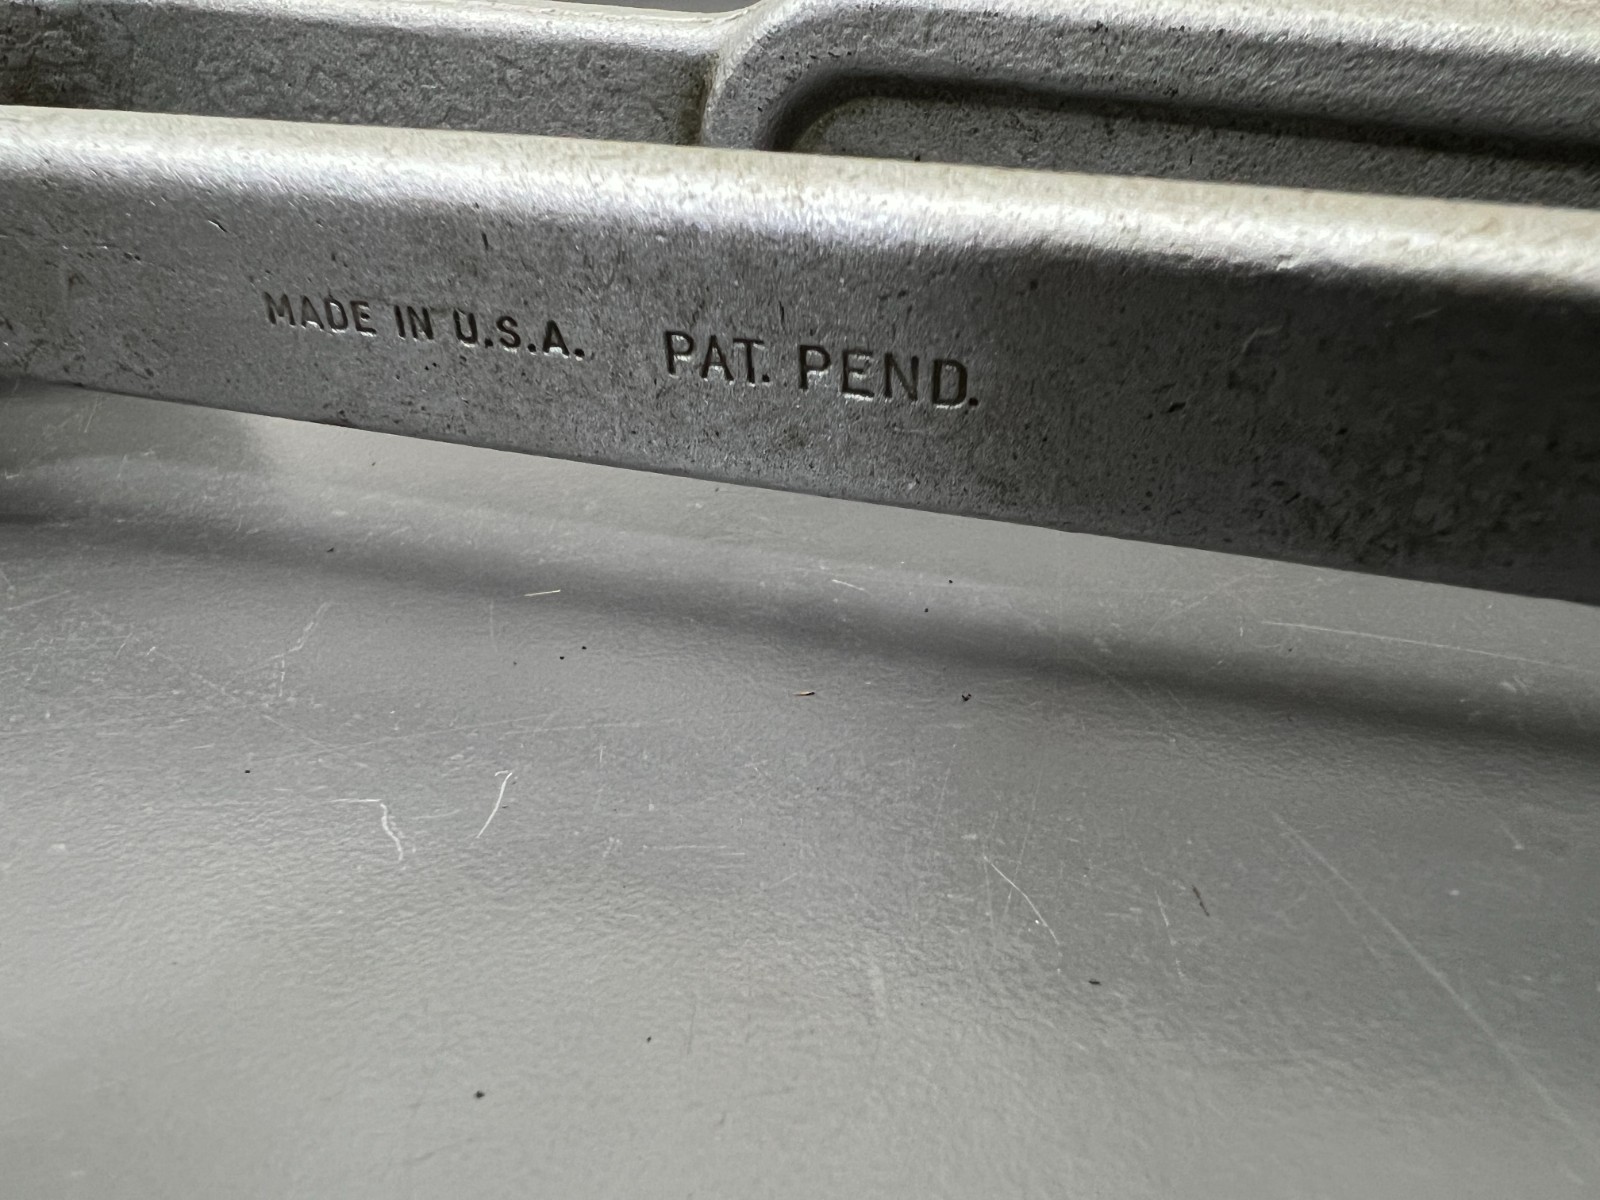 MADE IN U.S.A. PAT. PEND.